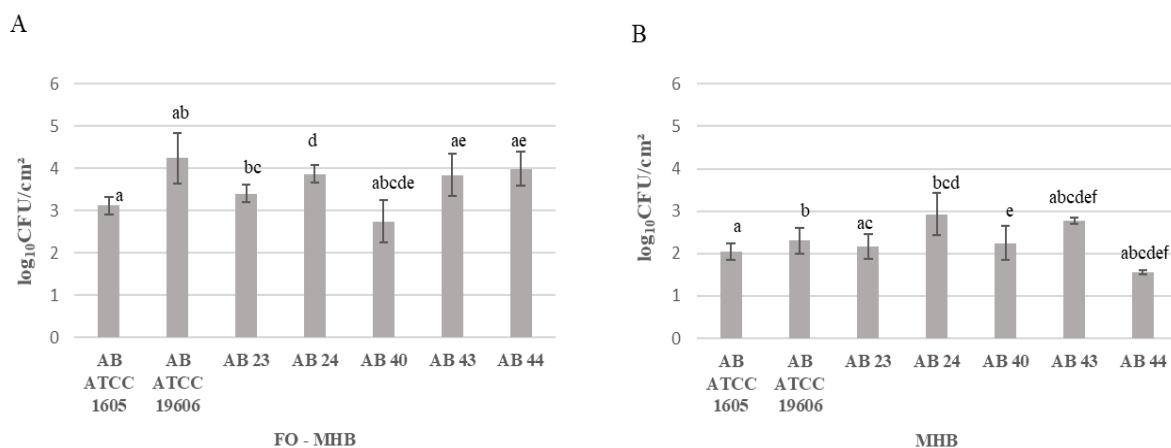 A
log₁₀CFU/cm²
6
5
4
3
2
1
0
a
ab
bc
d
abcde
ae
ae
AB ATCC 1605
AB ATCC 19606
AB 23
AB 24
AB 40
AB 43
AB 44
FO - MHB
B
log₁₀CFU/cm²
6
5
4
3
2
1
0
a
b
ac
bcd
e
abcdef
abcdef
AB ATCC 1605
AB ATCC 19606
AB 23
AB 24
AB 40
AB 43
AB 44
MHB